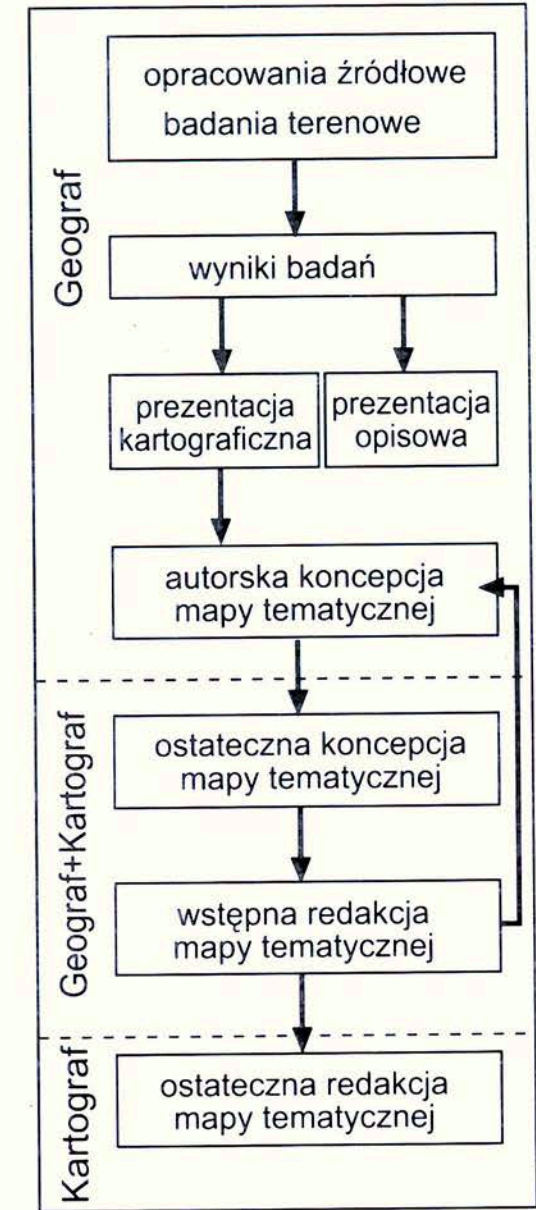 Geograf
opracowania źródłowe
badania terenowe
wyniki badań
prezentacja
kartograficzna
prezentacja
opisowa
autorska koncepcja
mapy tematycznej
Geograf+Kartograf
ostateczna koncepcja
mapy tematycznej
wstępna redakcja
mapy tematycznej
Kartograf
ostateczna redakcja
mapy tematycznej